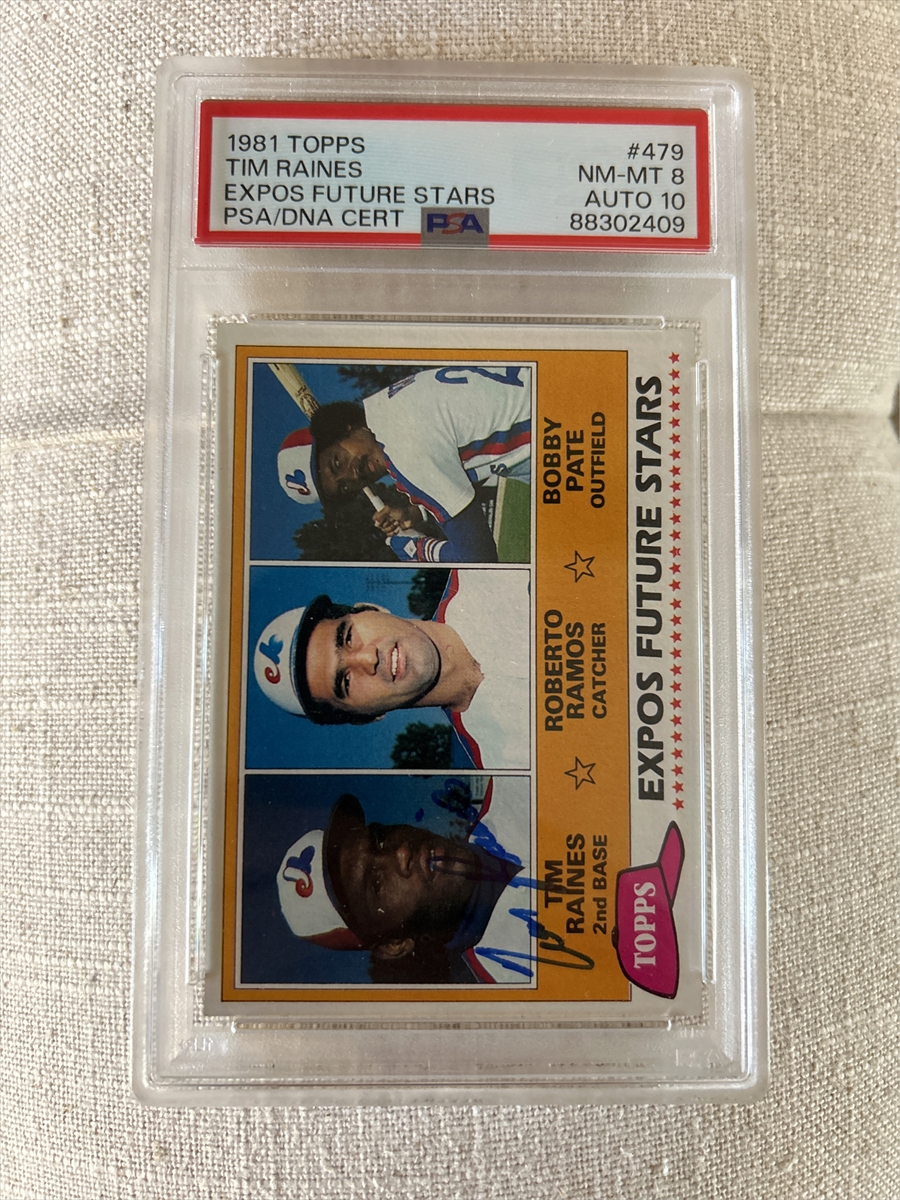 1981 TOPPS #479
TIM RAINES NM-MT 8
EXPOS FUTURE STARS AUTO 10
PSA/DNA CERT PSA 88302409
TIM
RAINES
2nd BASE
ROBERTO
RAMOS
CATCHER
BOBBY
PATE
OUTFIELD
TOPPS
EXPOS FUTURE STARS